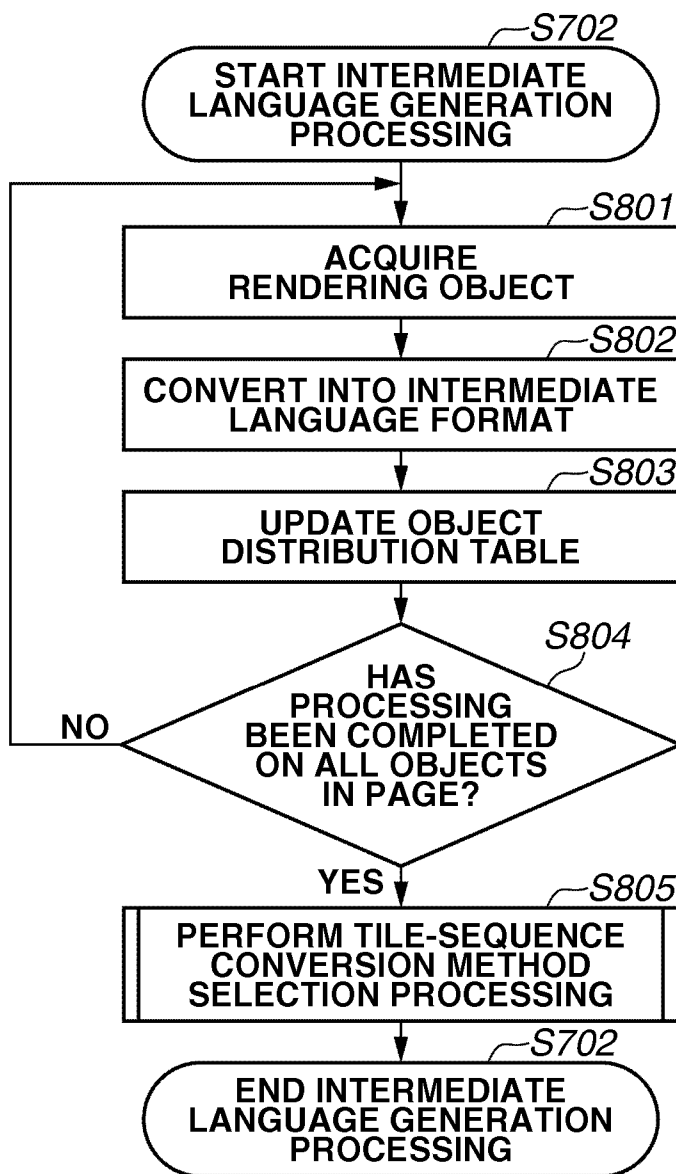 S702
START INTERMEDIATE
LANGUAGE GENERATION
PROCESSING
S801
ACQUIRE
RENDERING OBJECT
S802
CONVERT INTO INTERMEDIATE
LANGUAGE FORMAT
S803
UPDATE OBJECT
DISTRIBUTION TABLE
S804
HAS
PROCESSING
BEEN COMPLETED
ON ALL OBJECTS
IN PAGE?
NO
YES
S805
PERFORM TILE-SEQUENCE
CONVERSION METHOD
SELECTION PROCESSING
S702
END INTERMEDIATE
LANGUAGE GENERATION
PROCESSING